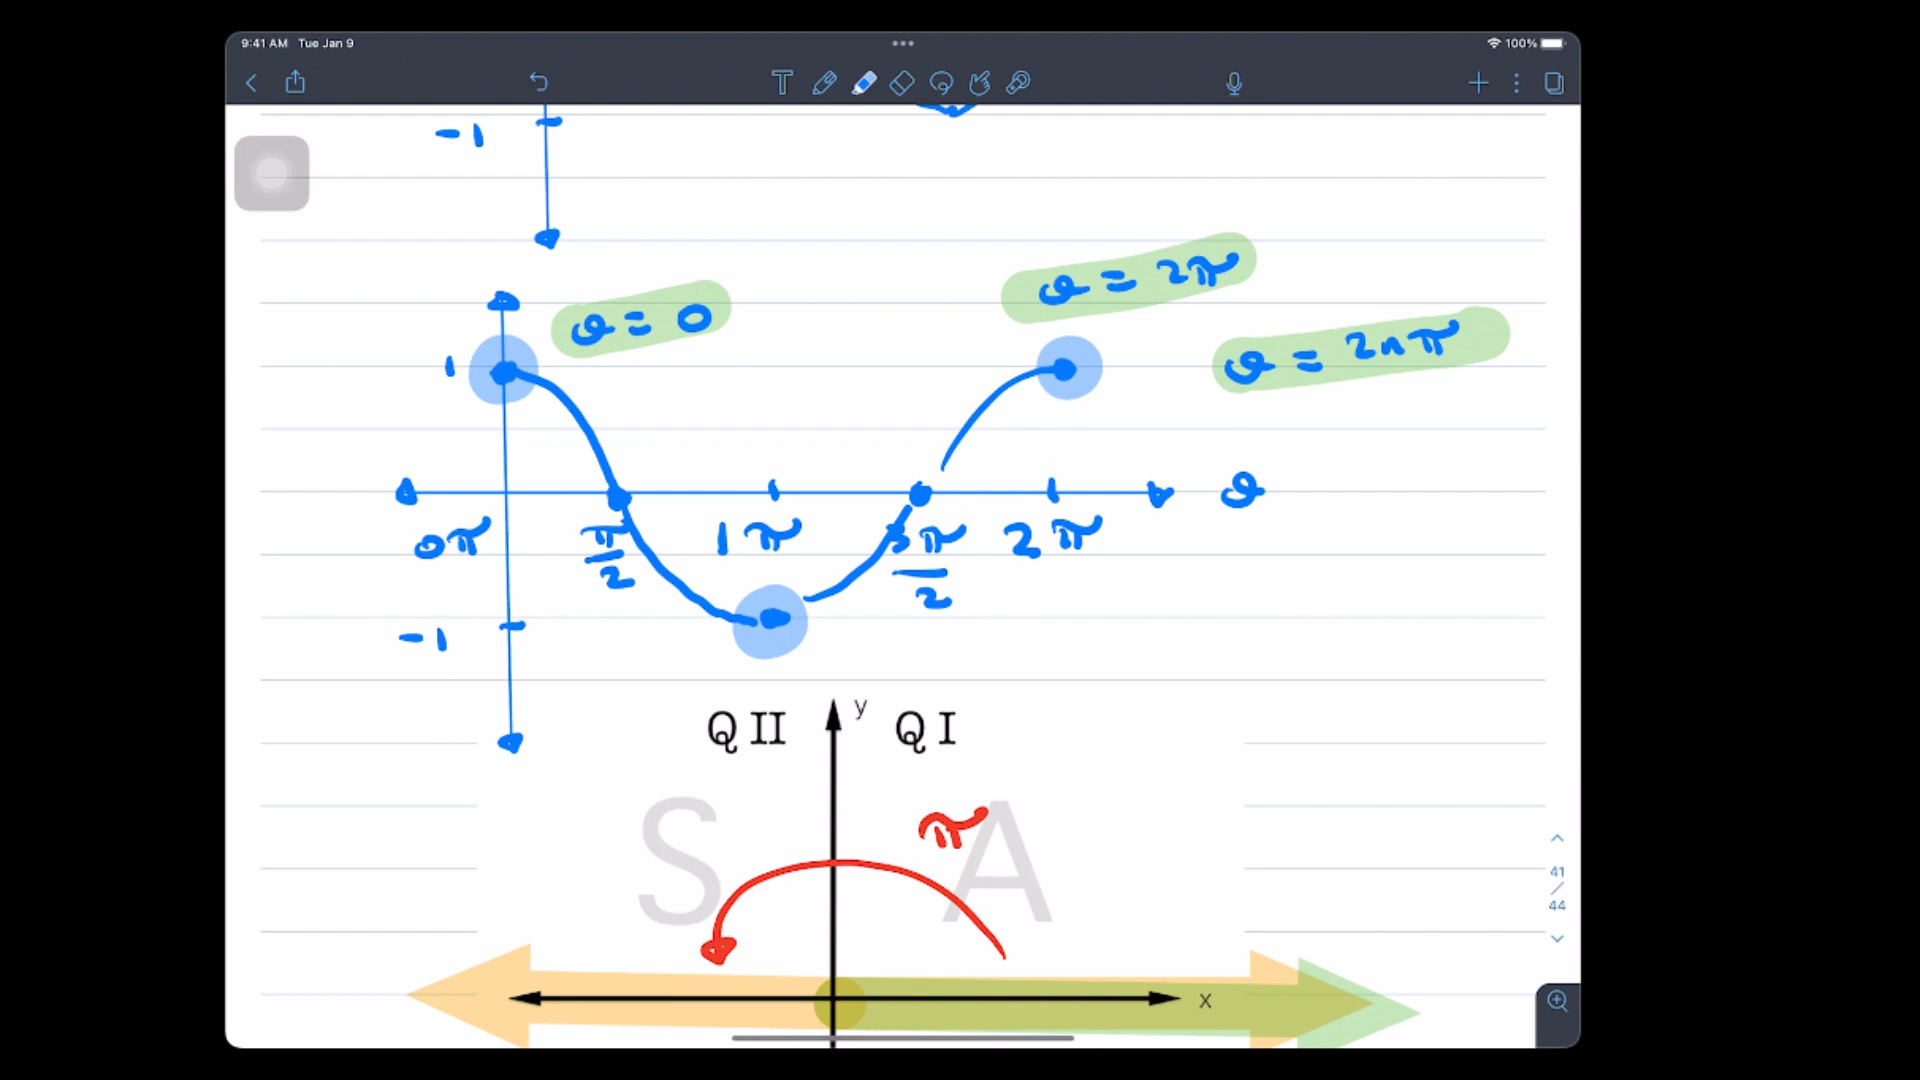 9:41 AM Tue Jan 9
100%
T
-1
θ = 0
θ = 2π
θ = 2nπ
1
θ
0π
π/2
1π
3π/2
2π
-1
Q II
y
Q I
S
π
A
x
41
/
44